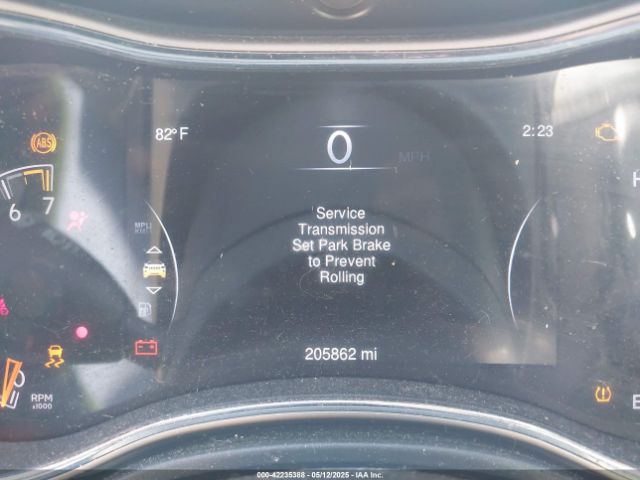 82°F
0
MPH
2:23
ABS
6 7
MPLI
Service
Transmission
Set Park Brake
to Prevent
Rolling
205862 mi
RPM
x1000
H
E
000-42235388 - 05/12/2025 - IAA Inc.